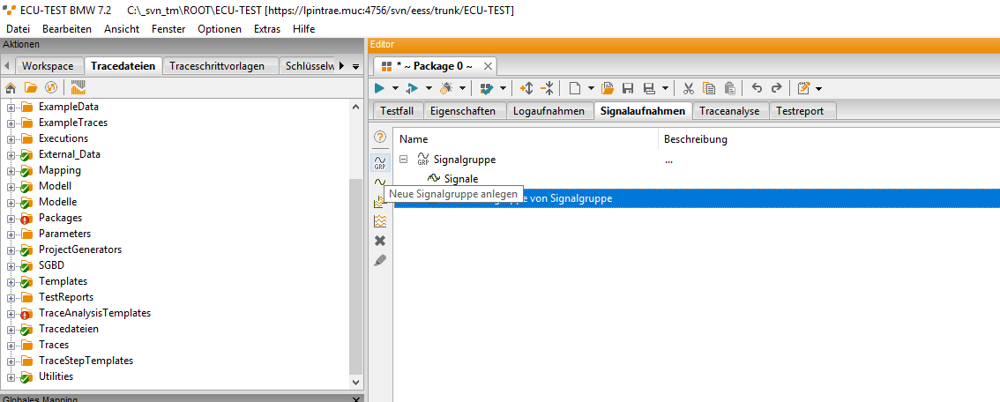 ECU-TEST BMW 7.2 C:\_svn_tm\ROOT\ECU-TEST [https://lpintrae.muc:4756/svn/eess/trunk/ECU-TEST]
Datei Bearbeiten Ansicht Fenster Optionen Extras Hilfe
Aktionen
Workspace Tracedateien Traceschrittvorlagen Schlüsselw
ExampleData
ExampleTraces
Executions
External_Data
Mapping
Modell
Modelle
Packages
Parameters
ProjectGenerators
SGBD
Templates
TestReports
TraceAnalysisTemplates
Tracedateien
Traces
TraceStepTemplates
Utilities
Globales Mapping
Editor
* ~ Package 0 ~
Testfall Eigenschaften Logaufnahmen Signalaufnahmen Traceanalyse Testreport
Name Beschreibung
GRP
GRP Signalgruppe ...
Signale
Neue Signalgruppe anlegen
ppe von Signalgruppe